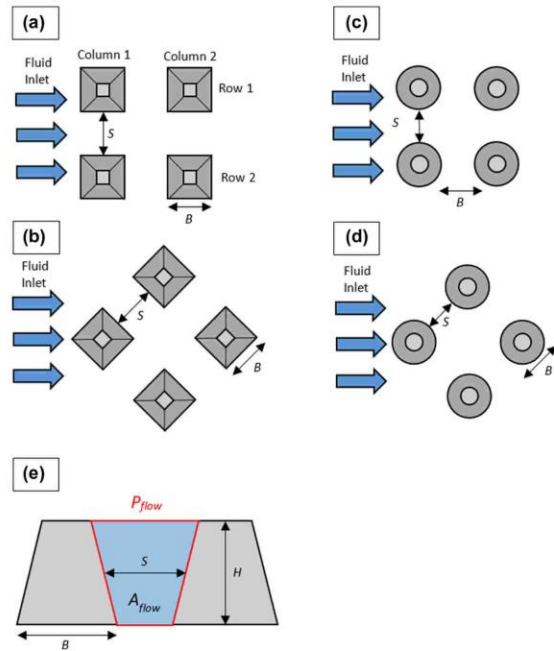 (a)
Column 1 Column 2
Fluid
Inlet
Row 1
S
Row 2
B
(c)
Fluid
Inlet
S
B
(b)
Fluid
Inlet
S
B
(d)
Fluid
Inlet
S
B
(e)
Pflow
S
H
Aflow
B